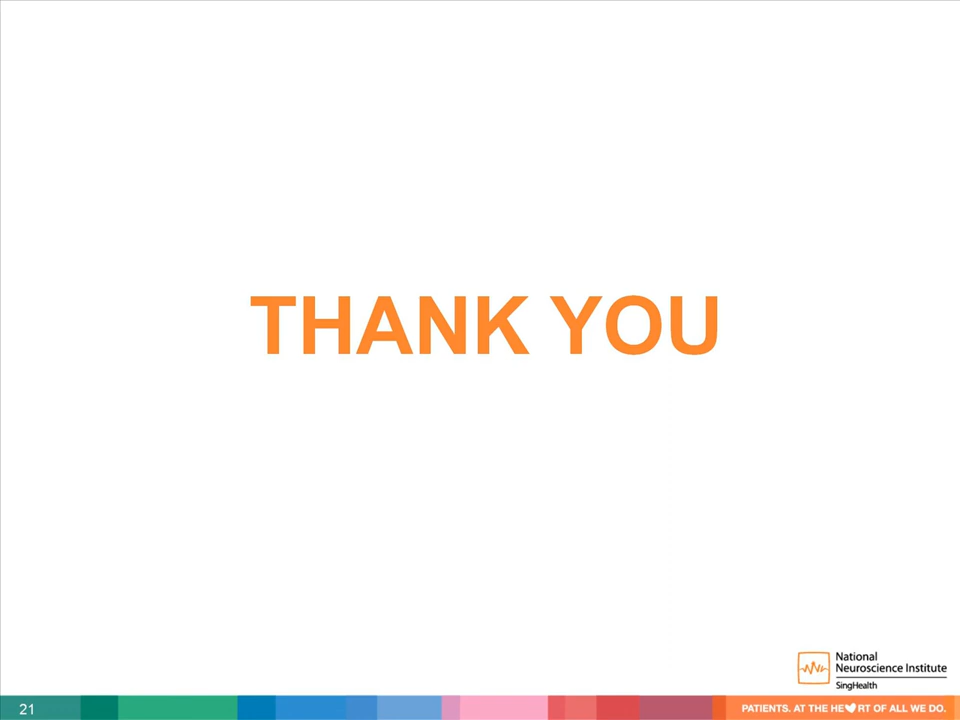 THANK YOU
National
Neuroscience Institute
SingHealth
21
PATIENTS. AT THE HE♥RT OF ALL WE DO.